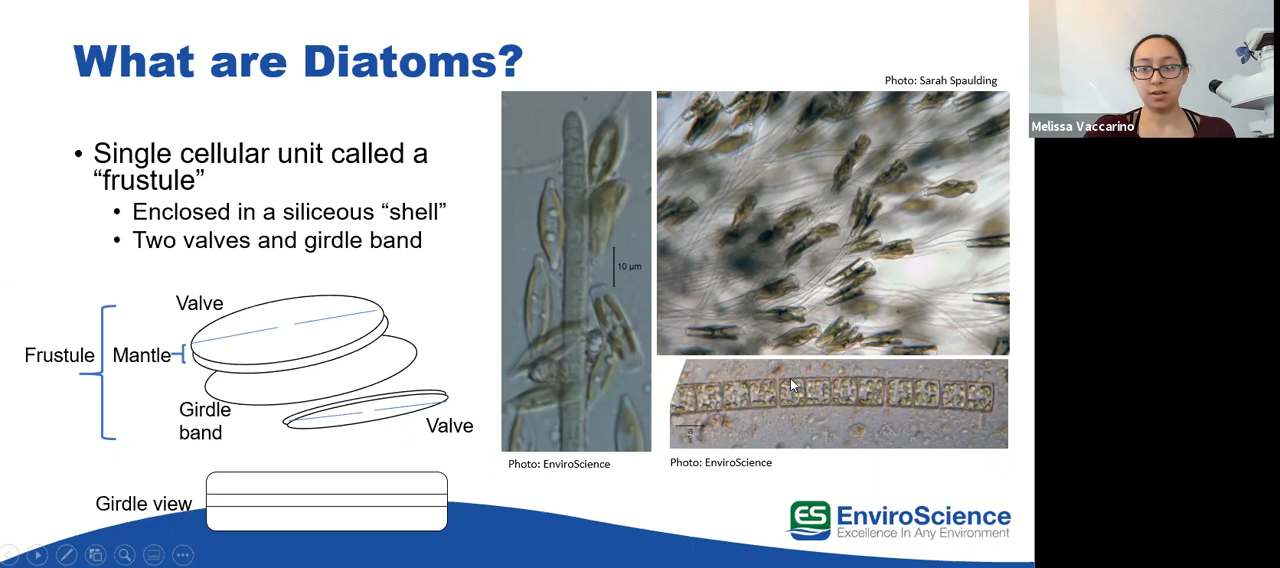 What are Diatoms?
• Single cellular unit called a
“frustule”
• Enclosed in a siliceous “shell”
• Two valves and girdle band
Valve
Frustule
Mantle
Girdle
band
Valve
Girdle view
Photo: Sarah Spaulding
10 µm
Photo: EnviroScience
Photo: EnviroScience
ES
EnviroScience
Excellence In Any Environment
Melissa Vaccarino